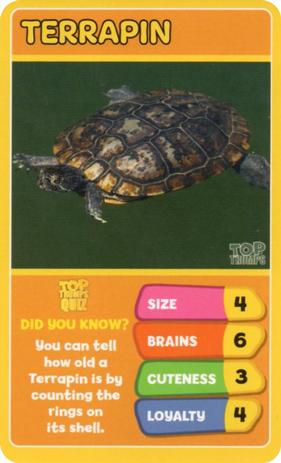 TERRAPIN
TOP
TRUMPS
TOP
TRUMPS
QUIZ
DID YOU KNOW?
You can tell
how old a
Terrapin is by
counting the
rings on
its shell.
SIZE 4
BRAINS 6
CUTENESS 3
LOYALTY 4